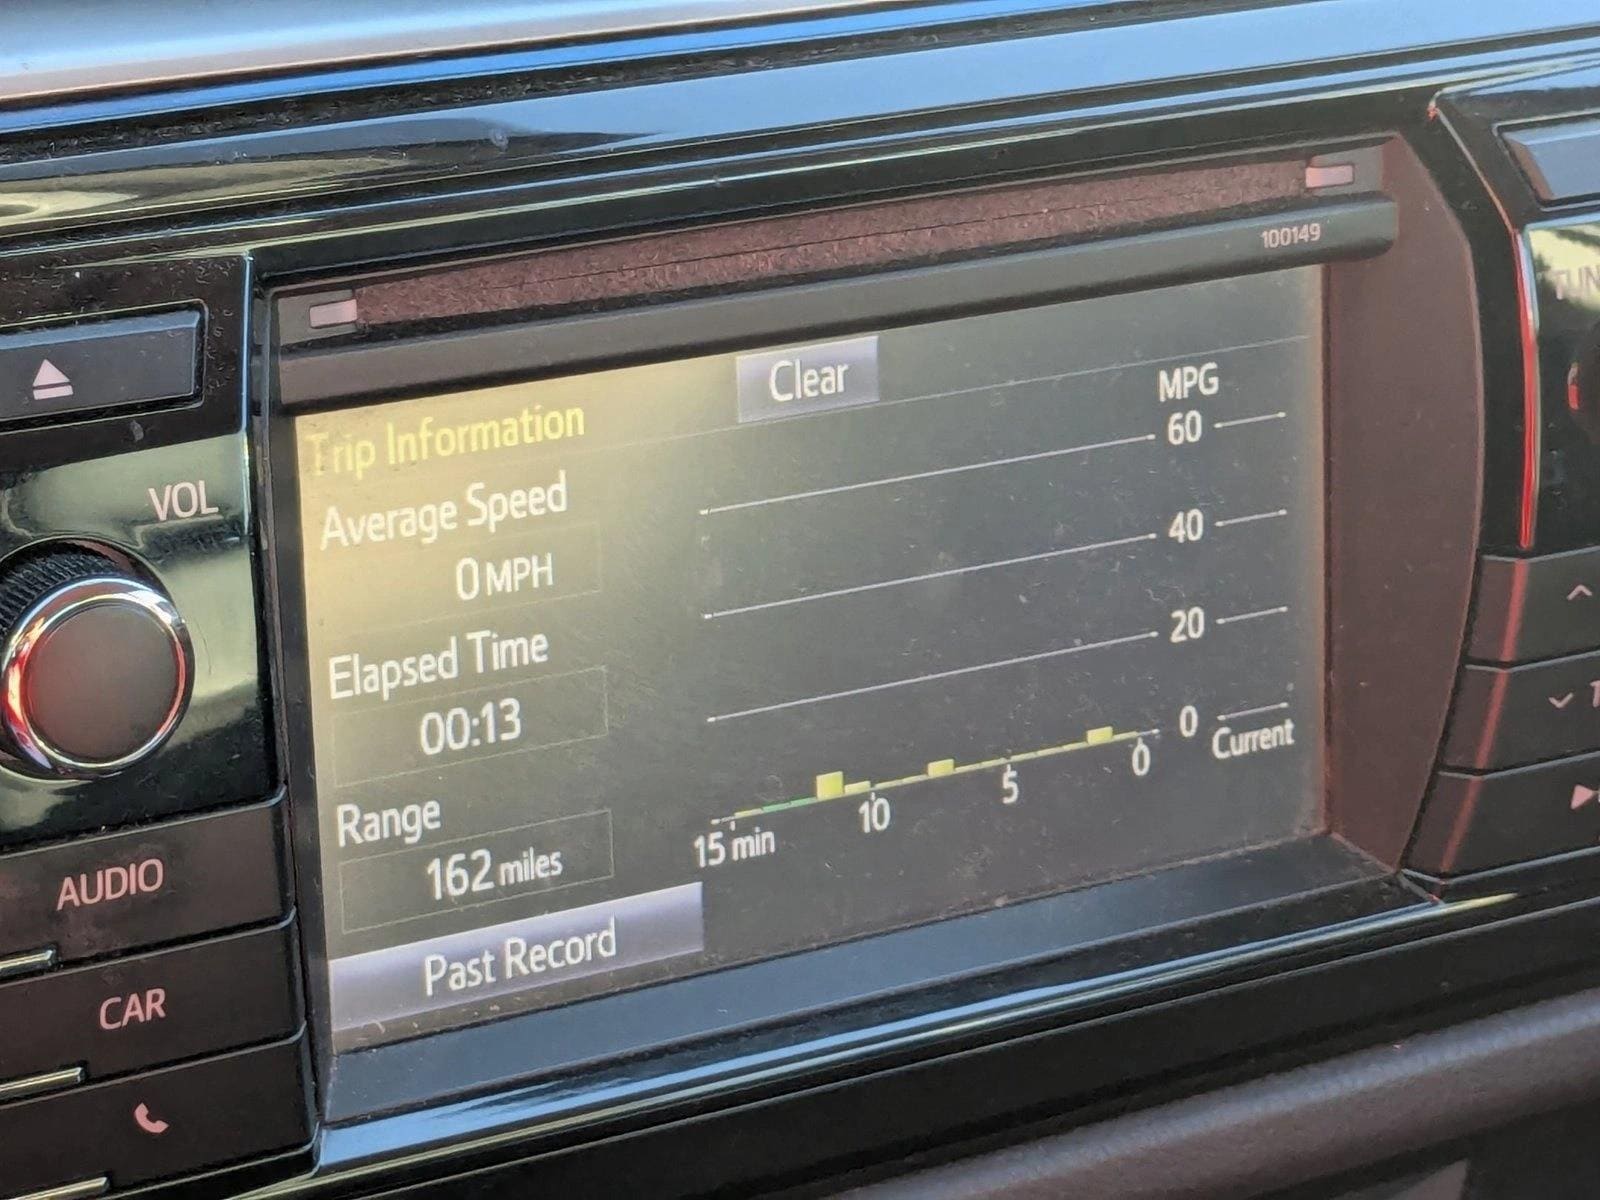 100149
TUN
Clear
MPG
Trip Information
60
VOL
Average Speed
0 MPH
40
Elapsed Time
20
00:13
0
Current
Range
15 min
10
5
0
162 miles
AUDIO
Past Record
CAR